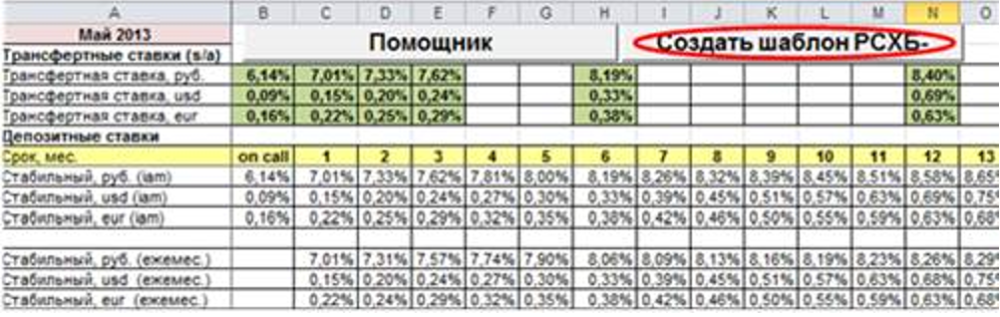 A B C D E F G H I J K L M N O
Май 2013 Помощник Создать шаблон РСХБ-
Трансфертные ставки (s/a)
Трансфертная ставка, руб. 6,14% 7,01% 7,33% 7,62% 8,19% 8,40%
Трансфертная ставка, usd 0,09% 0,15% 0,20% 0,24% 0,33% 0,69%
Трансфертная ставка, eur 0,16% 0,22% 0,25% 0,29% 0,38% 0,63%
Депозитные ставки
Срок, мес. on call 1 2 3 4 5 6 7 8 9 10 11 12 13
Стабильный, руб. (iam) 6,14% 7,01% 7,33% 7,62% 7,81% 8,00% 8,19% 8,26% 8,32% 8,39% 8,45% 8,51% 8,58% 8,65
Стабильный, usd (iam) 0,09% 0,15% 0,20% 0,24% 0,27% 0,30% 0,33% 0,39% 0,45% 0,51% 0,57% 0,63% 0,69% 0,75
Стабильный, eur (iam) 0,16% 0,22% 0,25% 0,29% 0,32% 0,35% 0,38% 0,42% 0,46% 0,50% 0,55% 0,59% 0,63% 0,68
Стабильный, руб. (ежемес.) 7,01% 7,31% 7,57% 7,74% 7,90% 8,06% 8,09% 8,13% 8,16% 8,19% 8,23% 8,26% 8,29
Стабильный, usd (ежемес.) 0,15% 0,20% 0,24% 0,27% 0,30% 0,33% 0,39% 0,45% 0,51% 0,57% 0,63% 0,68% 0,75
Стабильный, eur (ежемес.) 0,22% 0,24% 0,29% 0,32% 0,35% 0,38% 0,42% 0,46% 0,50% 0,55% 0,59% 0,63% 0,68